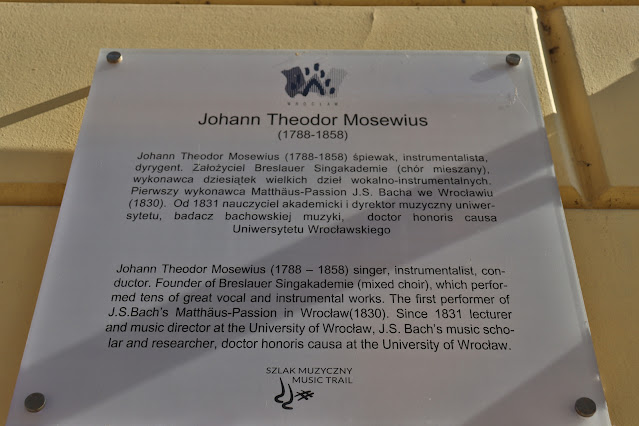 WROCŁAW
Johann Theodor Mosewius
(1788-1858)
Johann Theodor Mosewius (1788-1858) śpiewak, instrumentalista,
dyrygent. Założyciel Breslauer Singakademie (chór mieszany),
wykonawca dziesiątek wielkich dzieł wokalno-instrumentalnych.
Pierwszy wykonawca Matthäus-Passion J.S. Bacha we Wrocławiu
(1830). Od 1831 nauczyciel akademicki i dyrektor muzyczny uniwer-
sytetu, badacz bachowskiej muzyki, doctor honoris causa
Uniwersytetu Wrocławskiego
Johann Theodor Mosewius (1788 – 1858) singer, instrumentalist, con-
ductor. Founder of Breslauer Singakademie (mixed choir), which perfor-
med tens of great vocal and instrumental works. The first performer of
J.S.Bach's Matthäus-Passion in Wrocław(1830). Since 1831 lecturer
and music director at the University of Wrocław, J.S. Bach's music scho-
lar and researcher, doctor honoris causa at the University of Wrocław.
SZLAK MUZYCZNY
MUSIC TRAIL